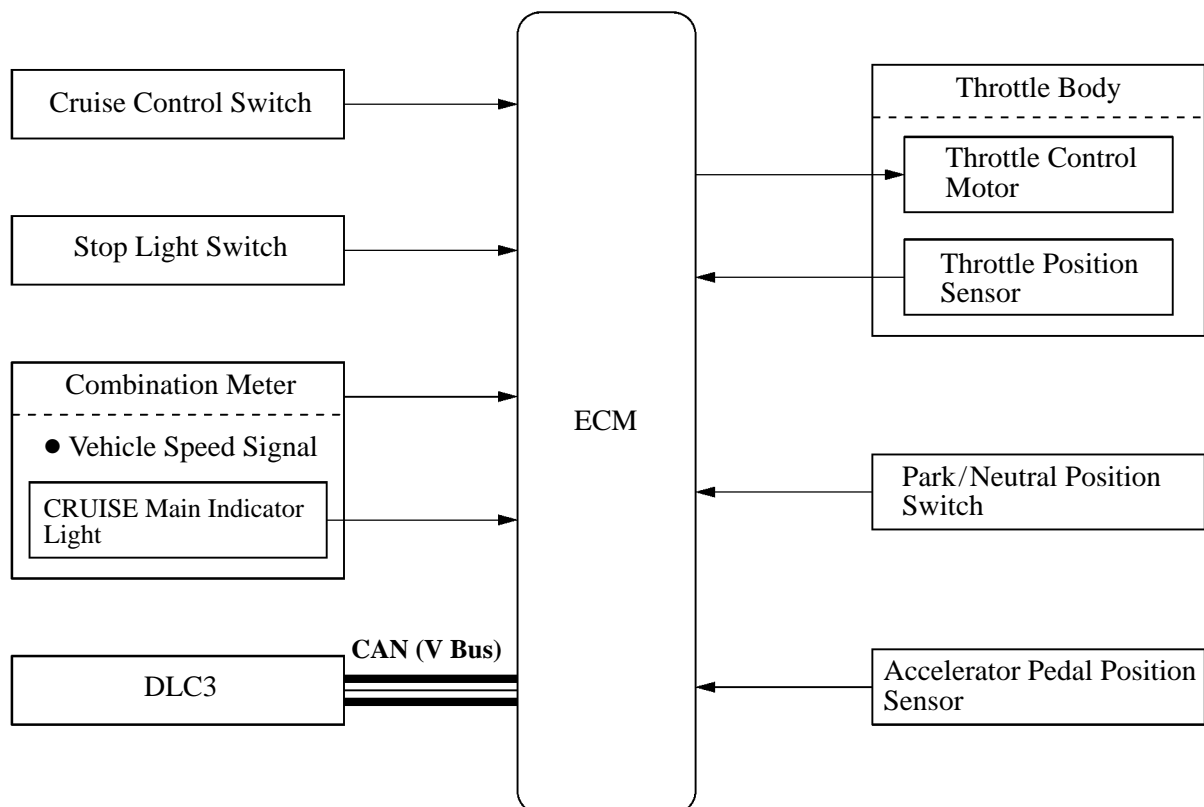 Cruise Control Switch
Stop Light Switch
Combination Meter
● Vehicle Speed Signal
CRUISE Main Indicator
Light
CAN (V Bus)
DLC3
ECM
Throttle Body
Throttle Control
Motor
Throttle Position
Sensor
Park/Neutral Position
Switch
Accelerator Pedal Position
Sensor